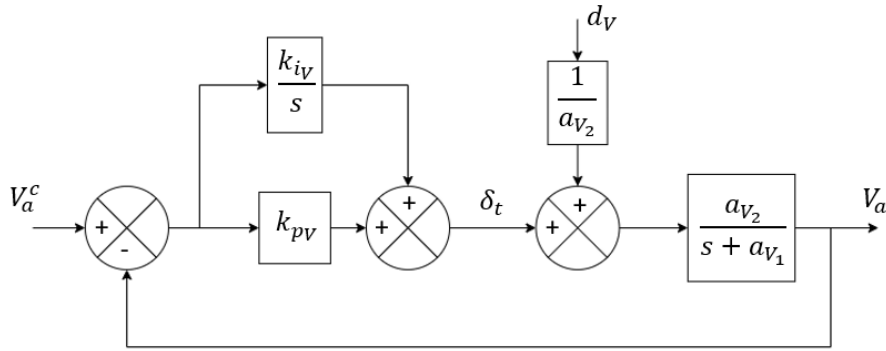 d_V
k_{i_V}
s
1
a_{V_2}
V_a^c
+
-
k_{p_V}
+
+
δ_t
+
+
a_{V_2}
s + a_{V_1}
V_a